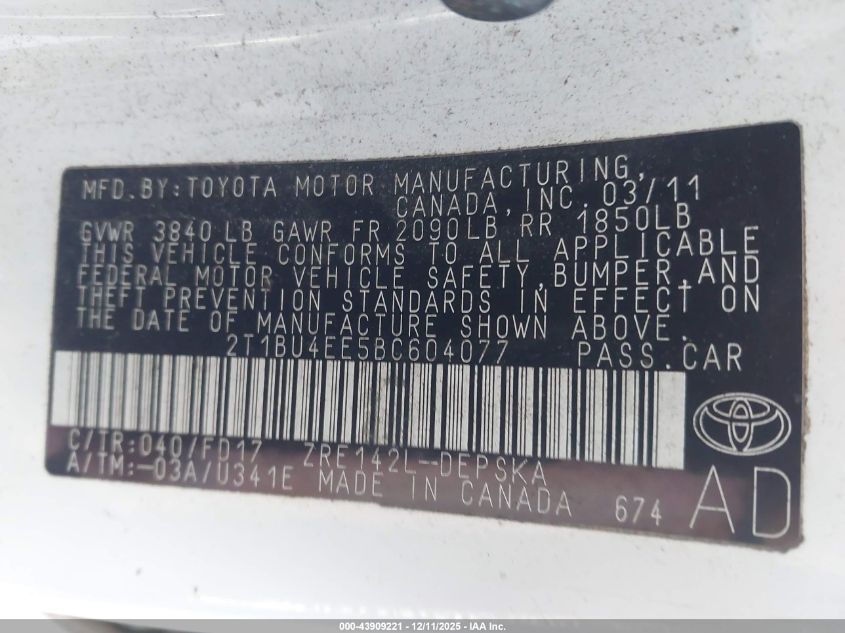 MFD. BY: TOYOTA MOTOR MANUFACTURING,
CANADA, INC. 03/11
GVWR 3840 LB GAWR FR 2090LB RR 1850LB
THIS VEHICLE CONFORMS TO ALL APPLICABLE
FEDERAL MOTOR VEHICLE SAFETY, BUMPER, AND
THEFT PREVENTION STANDARDS IN EFFECT ON
THE DATE OF MANUFACTURE SHOWN ABOVE.
2T1BU4EE5BC604077 PASS.CAR
C/TR:040/FD17 ZRE142L-DEPSKA
A/TM:-03A/U341E MADE IN CANADA 674
AD
000-43909221 - 12/11/2025 - IAA Inc.